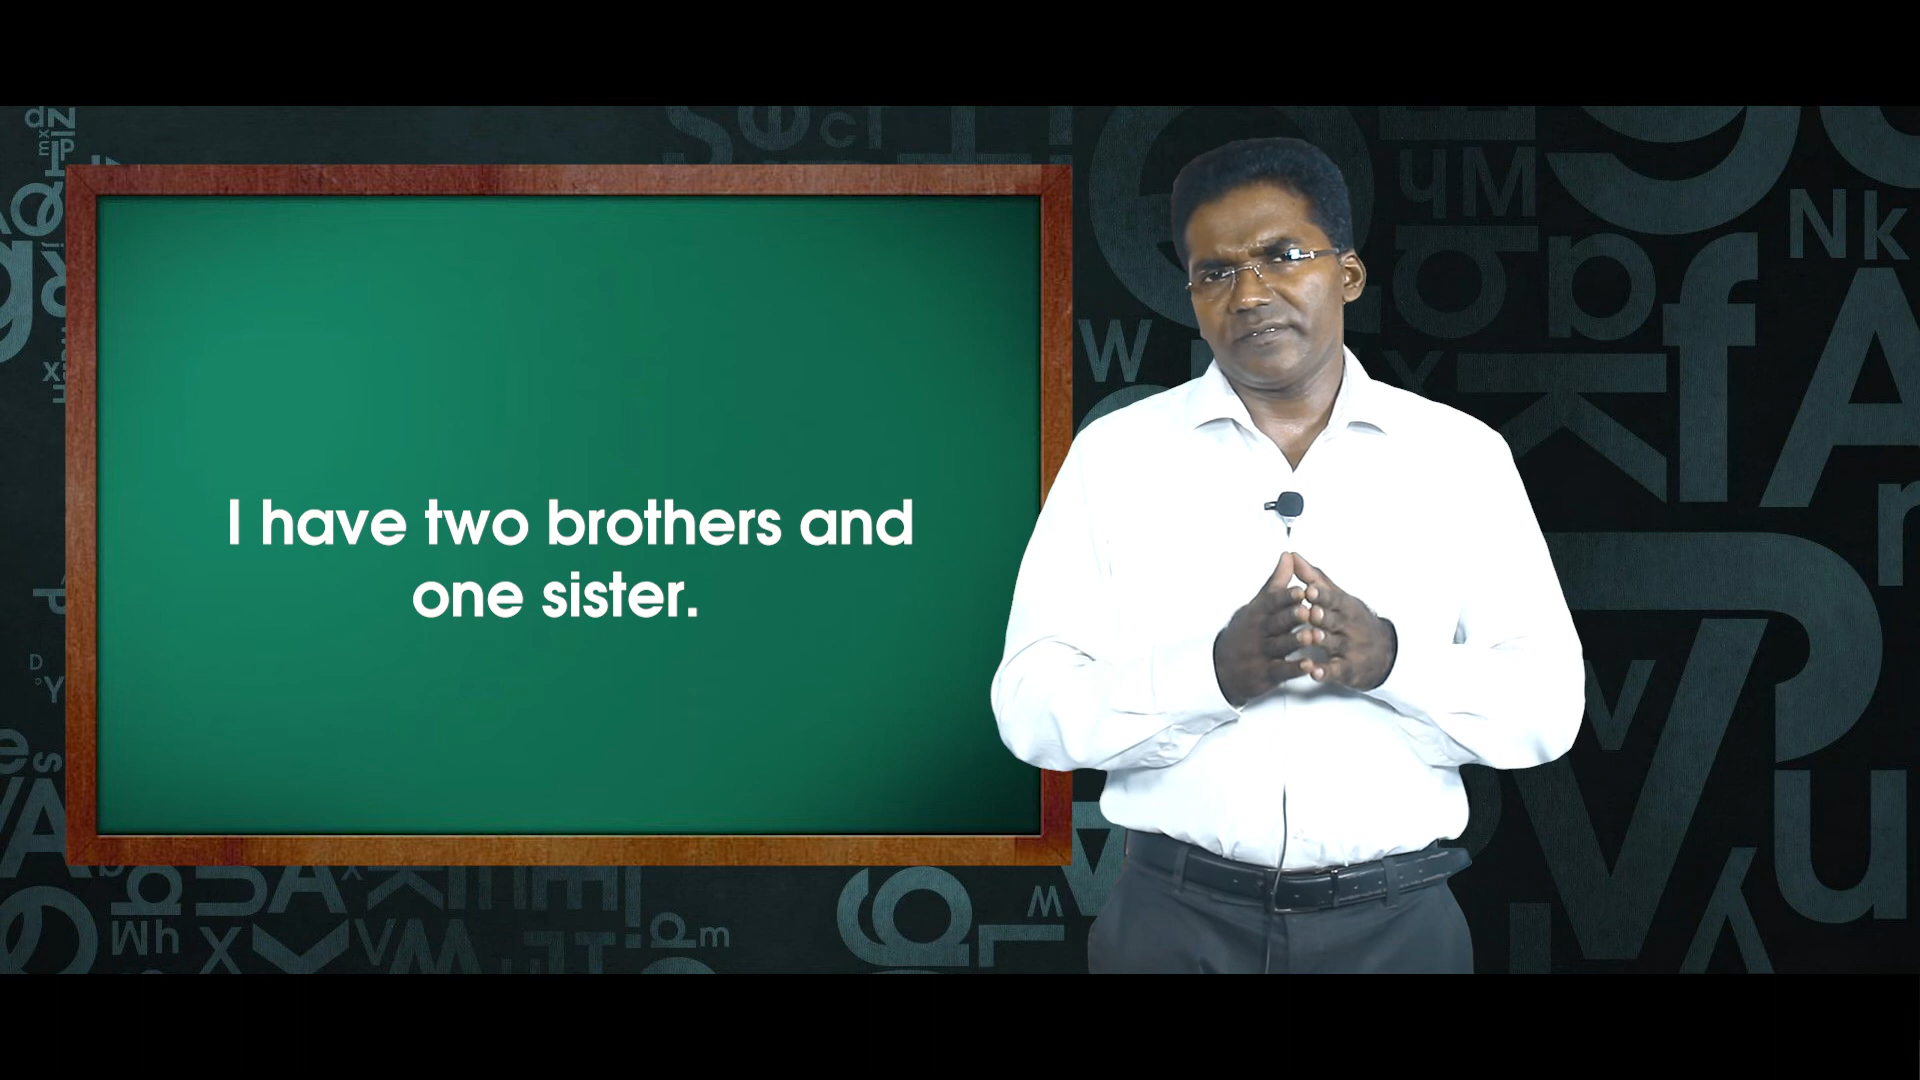 I have two brothers and
one sister.